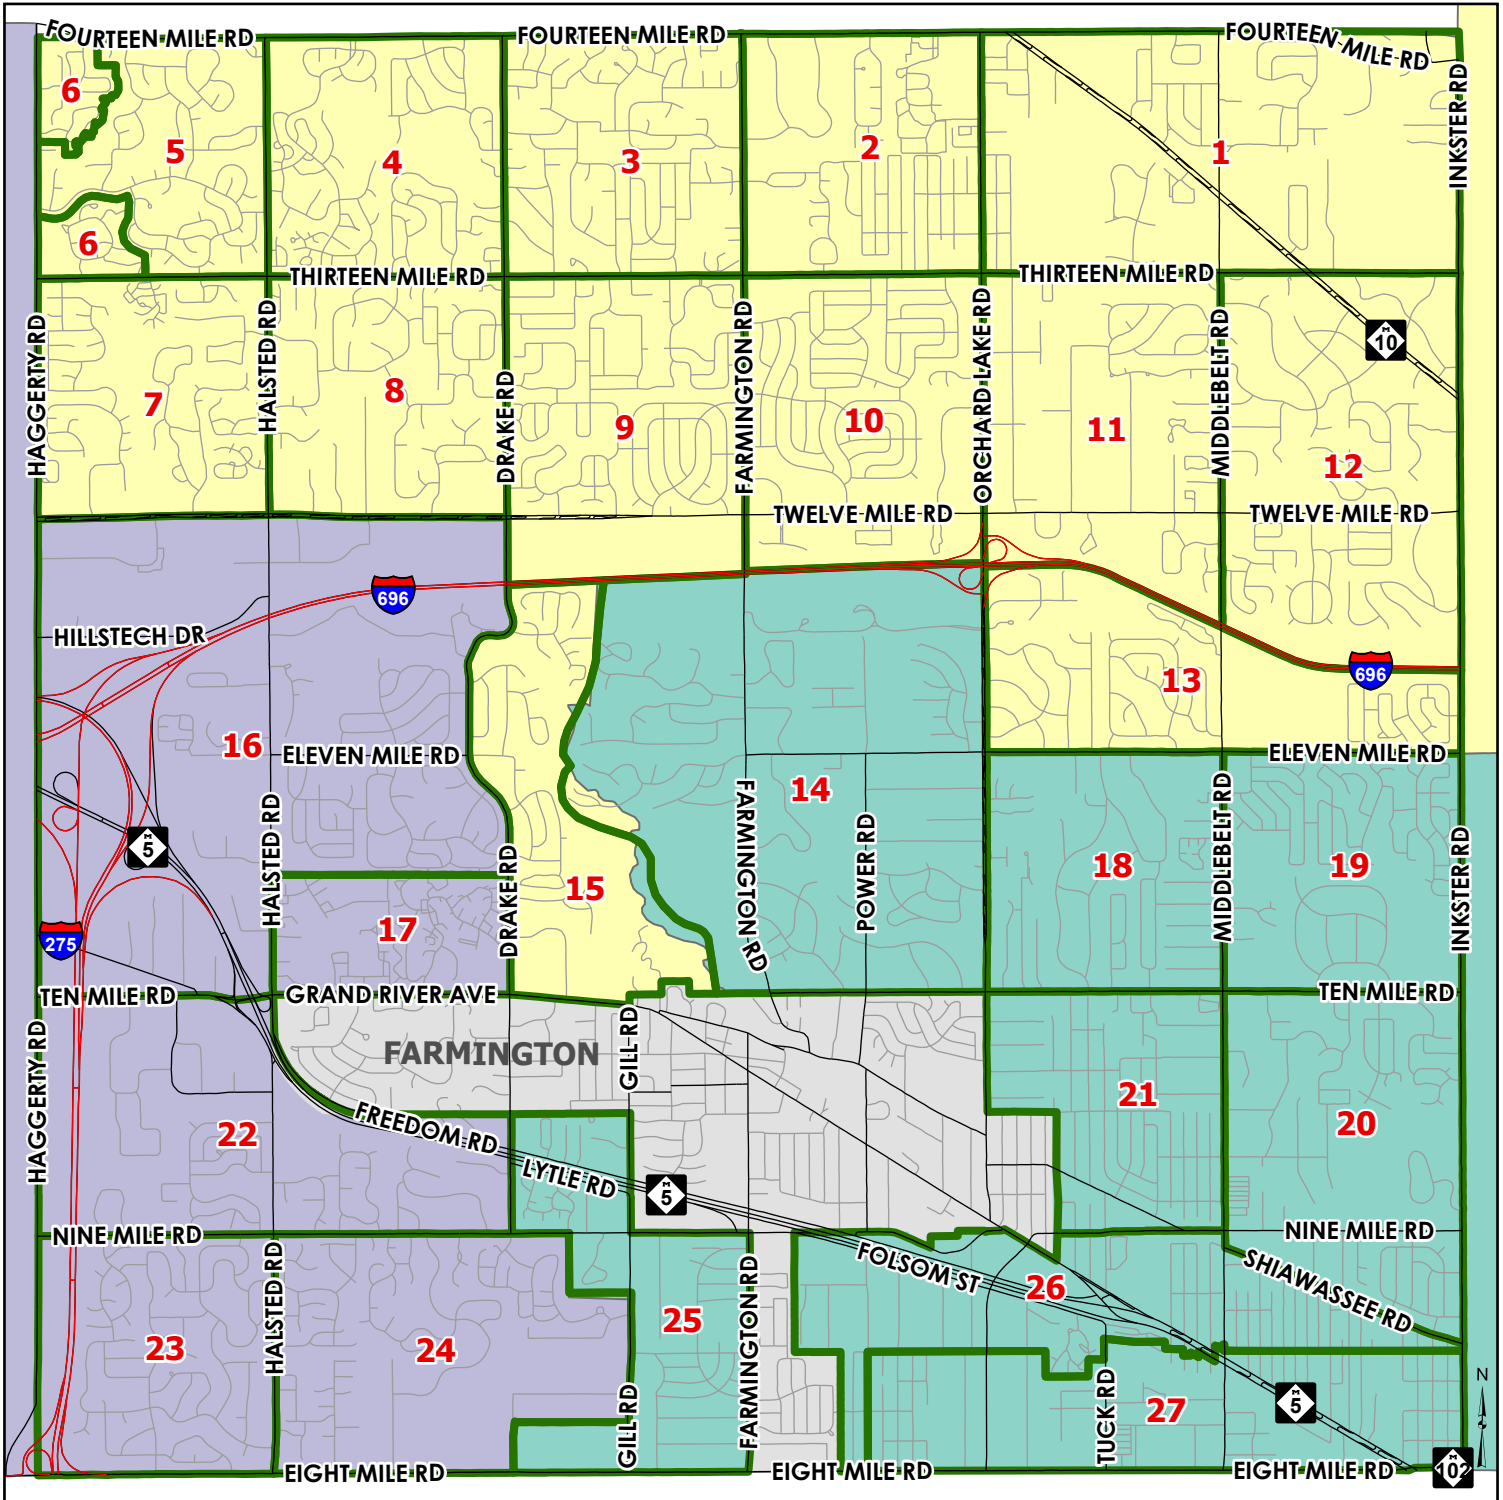 FOURTEEN MILE RD
FOURTEEN MILE RD
FOURTEEN MILE RD
INKSTER RD
6
5
4
3
2
1
6
THIRTEEN MILE RD
THIRTEEN MILE RD
HAGGERTY RD
HALSTED RD
DRAKE RD
FARMINGTON RD
ORCHARD LAKE RD
MIDDLEBELT RD
M
10
7
8
9
10
11
12
TWELVE MILE RD
TWELVE MILE RD
696
HILLSTECH DR
696
13
16
ELEVEN MILE RD
ELEVEN MILE RD
14
HALSTED RD
DRAKE RD
FARMINGTON RD
POWER RD
MIDDLEBELT RD
INKSTER RD
M
5
15
18
19
17
275
TEN MILE RD
GRAND RIVER AVE
TEN MILE RD
HAGGERTY RD
FARMINGTON
GILL RD
21
20
22
FREEDOM RD
LYTLE RD
M
5
NINE MILE RD
NINE MILE RD
HALSTED RD
FARMINGTON RD
FOLSOM ST
26
SHIAWASSEE RD
23
24
25
GILL RD
TUCK RD
27
M
5
N
EIGHT MILE RD
EIGHT MILE RD
EIGHT MILE RD
M
102